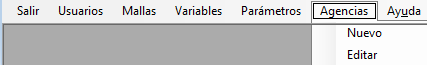 Salir Usuarios Mallas Variables Parámetros Agencias Ayuda
Nuevo
Editar